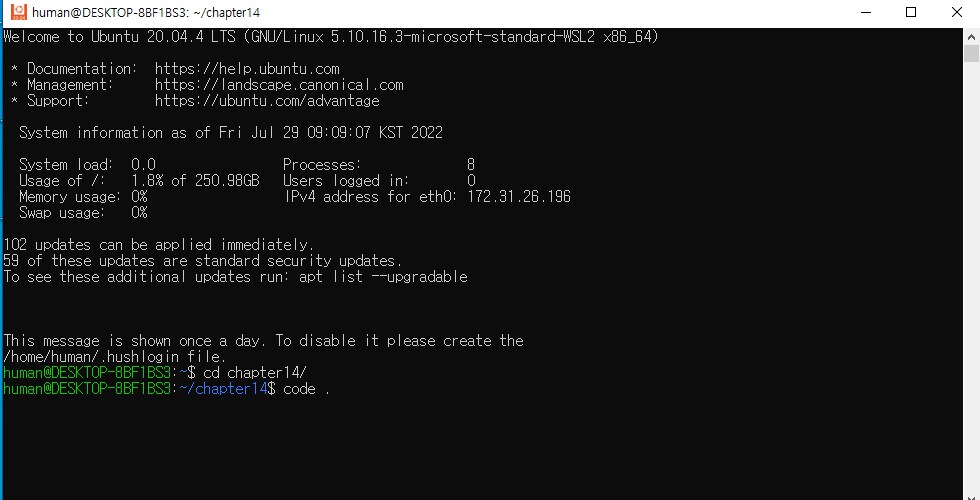 human@DESKTOP-8BF1BS3: ~/chapter14
Welcome to Ubuntu 20.04.4 LTS (GNU/Linux 5.10.16.3-microsoft-standard-WSL2 x86_64)
* Documentation:  https://help.ubuntu.com
* Management:     https://landscape.canonical.com
* Support:        https://ubuntu.com/advantage
System information as of Fri Jul 29 09:09:07 KST 2022
System load:  0.0                Processes:             8
Usage of /:   1.8% of 250.98GB   Users logged in:       0
Memory usage: 0%                 IPv4 address for eth0: 172.31.26.196
Swap usage:   0%
102 updates can be applied immediately.
59 of these updates are standard security updates.
To see these additional updates run: apt list --upgradable
This message is shown once a day. To disable it please create the
/home/human/.hushlogin file.
human@DESKTOP-8BF1BS3:~$ cd chapter14/
human@DESKTOP-8BF1BS3:~/chapter14$ code .